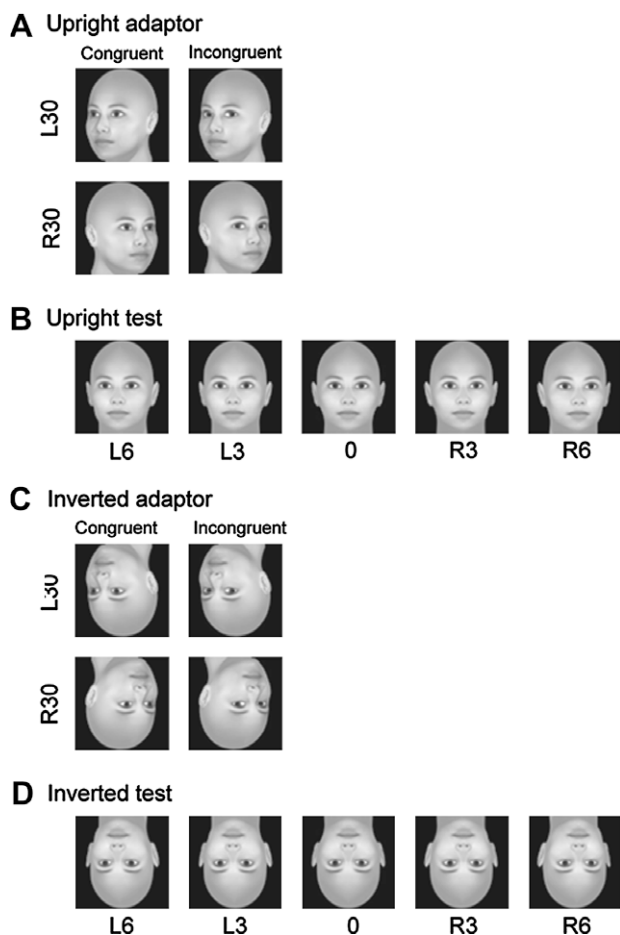 A Upright adaptor
Congruent Incongruent
L30
R30
B Upright test
L6 L3 0 R3 R6
C Inverted adaptor
Congruent Incongruent
L30
R30
D Inverted test
L6 L3 0 R3 R6